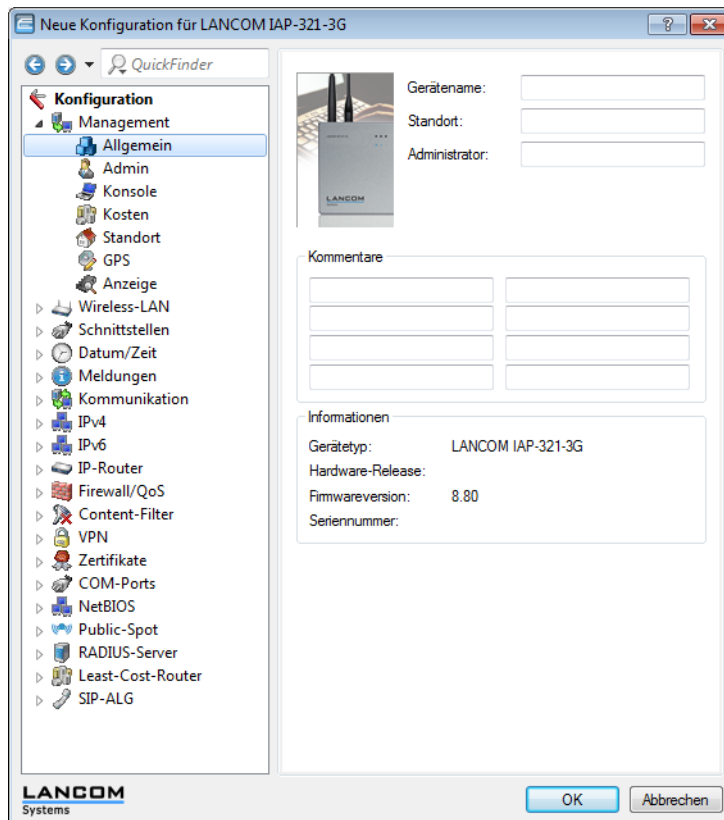 Neue Konfiguration für LANCOM IAP-321-3G
QuickFinder
Konfiguration
Management
Allgemein
Admin
Konsole
Kosten
Standort
GPS
Anzeige
Wireless-LAN
Schnittstellen
Datum/Zeit
Meldungen
Kommunikation
IPv4
IPv6
IP-Router
Firewall/QoS
Content-Filter
VPN
Zertifikate
COM-Ports
NetBIOS
Public-Spot
RADIUS-Server
Least-Cost-Router
SIP-ALG
LANCOM
Gerätename:
Standort:
Administrator:
Kommentare
Informationen
Gerätetyp: LANCOM IAP-321-3G
Hardware-Release:
Firmwareversion: 8.80
Seriennummer:
LANCOM
Systems
OK Abbrechen